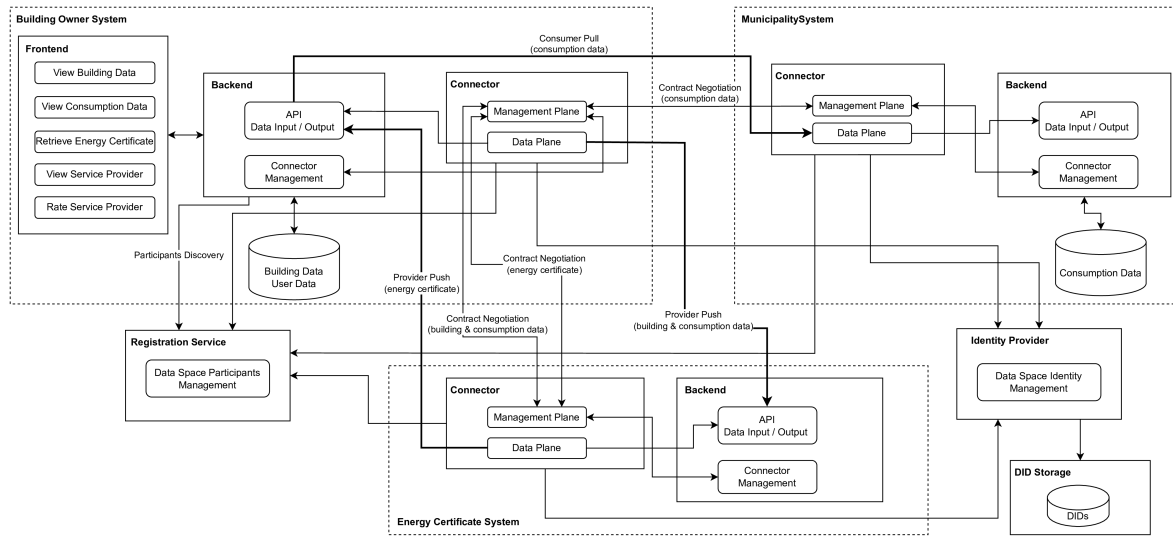 Building Owner System
Frontend
View Building Data
View Consumption Data
Retrieve Energy Certificate
View Service Provider
Rate Service Provider
Backend
API
Data Input / Output
Connector
Management
Building Data
User Data
Connector
Management Plane
Data Plane
Consumer Pull
(consumption data)
Contract Negotiation
(consumption data)
MunicipalitySystem
Connector
Management Plane
Data Plane
Backend
API
Data Input / Output
Connector
Management
Consumption Data
Participants Discovery
Provider Push
(energy certificate)
Contract Negotiation
(energy certificate)
Contract Negotiation
(building & consumption data)
Provider Push
(building & consumption data)
Registration Service
Data Space Participants
Management
Identity Provider
Data Space Identity
Management
Connector
Management Plane
Data Plane
Backend
API
Data Input / Output
Connector
Management
Energy Certificate System
DID Storage
DIDs